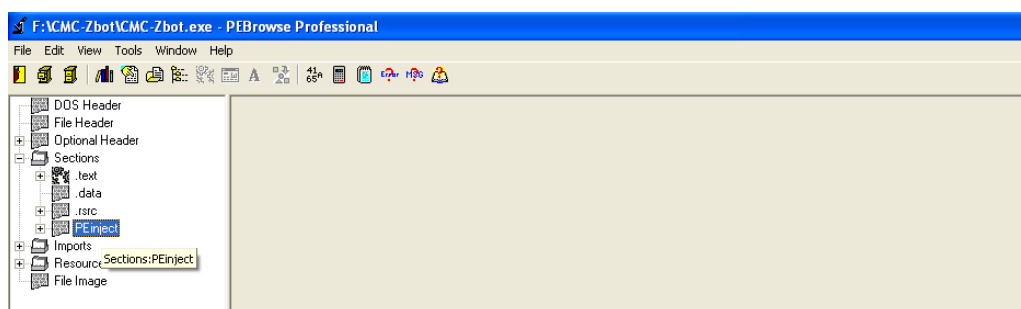 F:\CMC-Zbot\CMC-Zbot.exe - PEBrowse Professional
File Edit View Tools Window Help
DOS Header
File Header
Optional Header
Sections
.text
.data
.rsrc
PEinject
Imports
Sections:PEinject
Resource
File Image